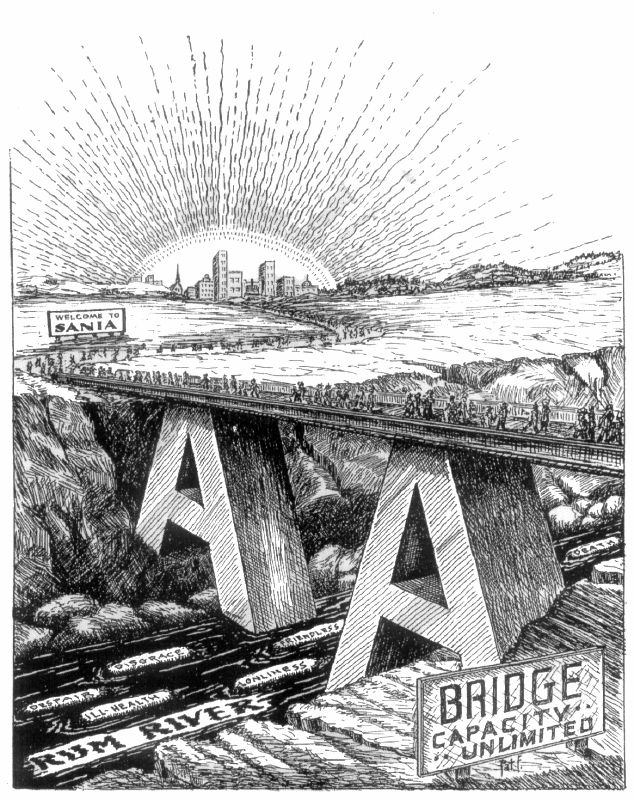 WELCOME TO
SANIA
A A
DEATH
FRIENDLESS
DISGRACE
LONLINESS
DESPAIR
ILL-HEALTH
RUM RIVER
BRIDGE
CAPACITY..
..UNLIMITED